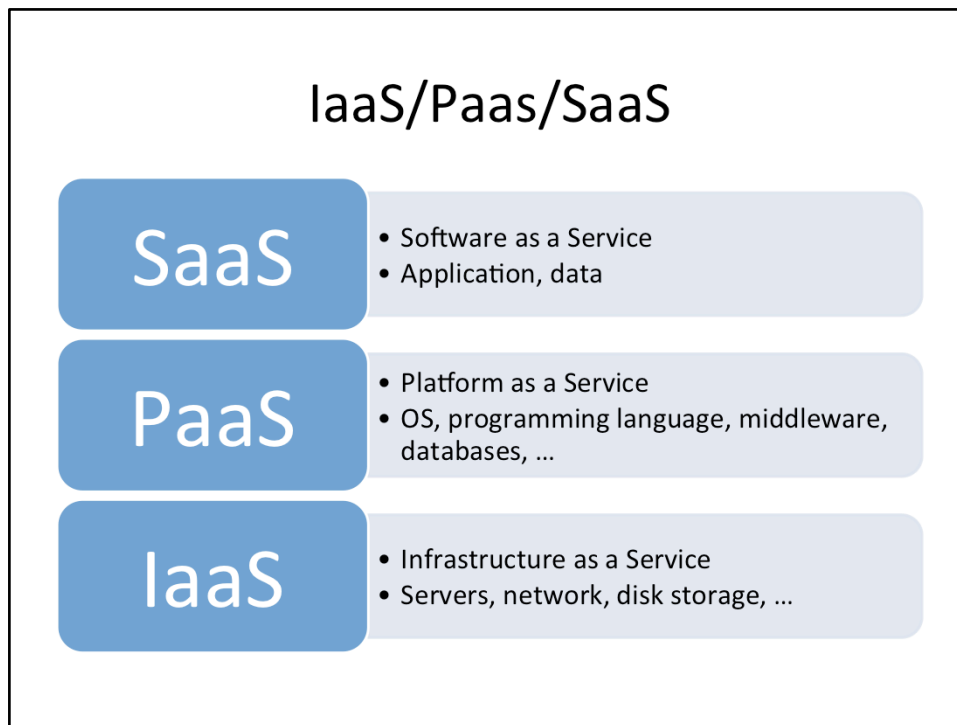 IaaS/Paas/SaaS
SaaS
• Software as a Service
• Application, data
PaaS
• Platform as a Service
• OS, programming language, middleware,
databases, …
IaaS
• Infrastructure as a Service
• Servers, network, disk storage, …